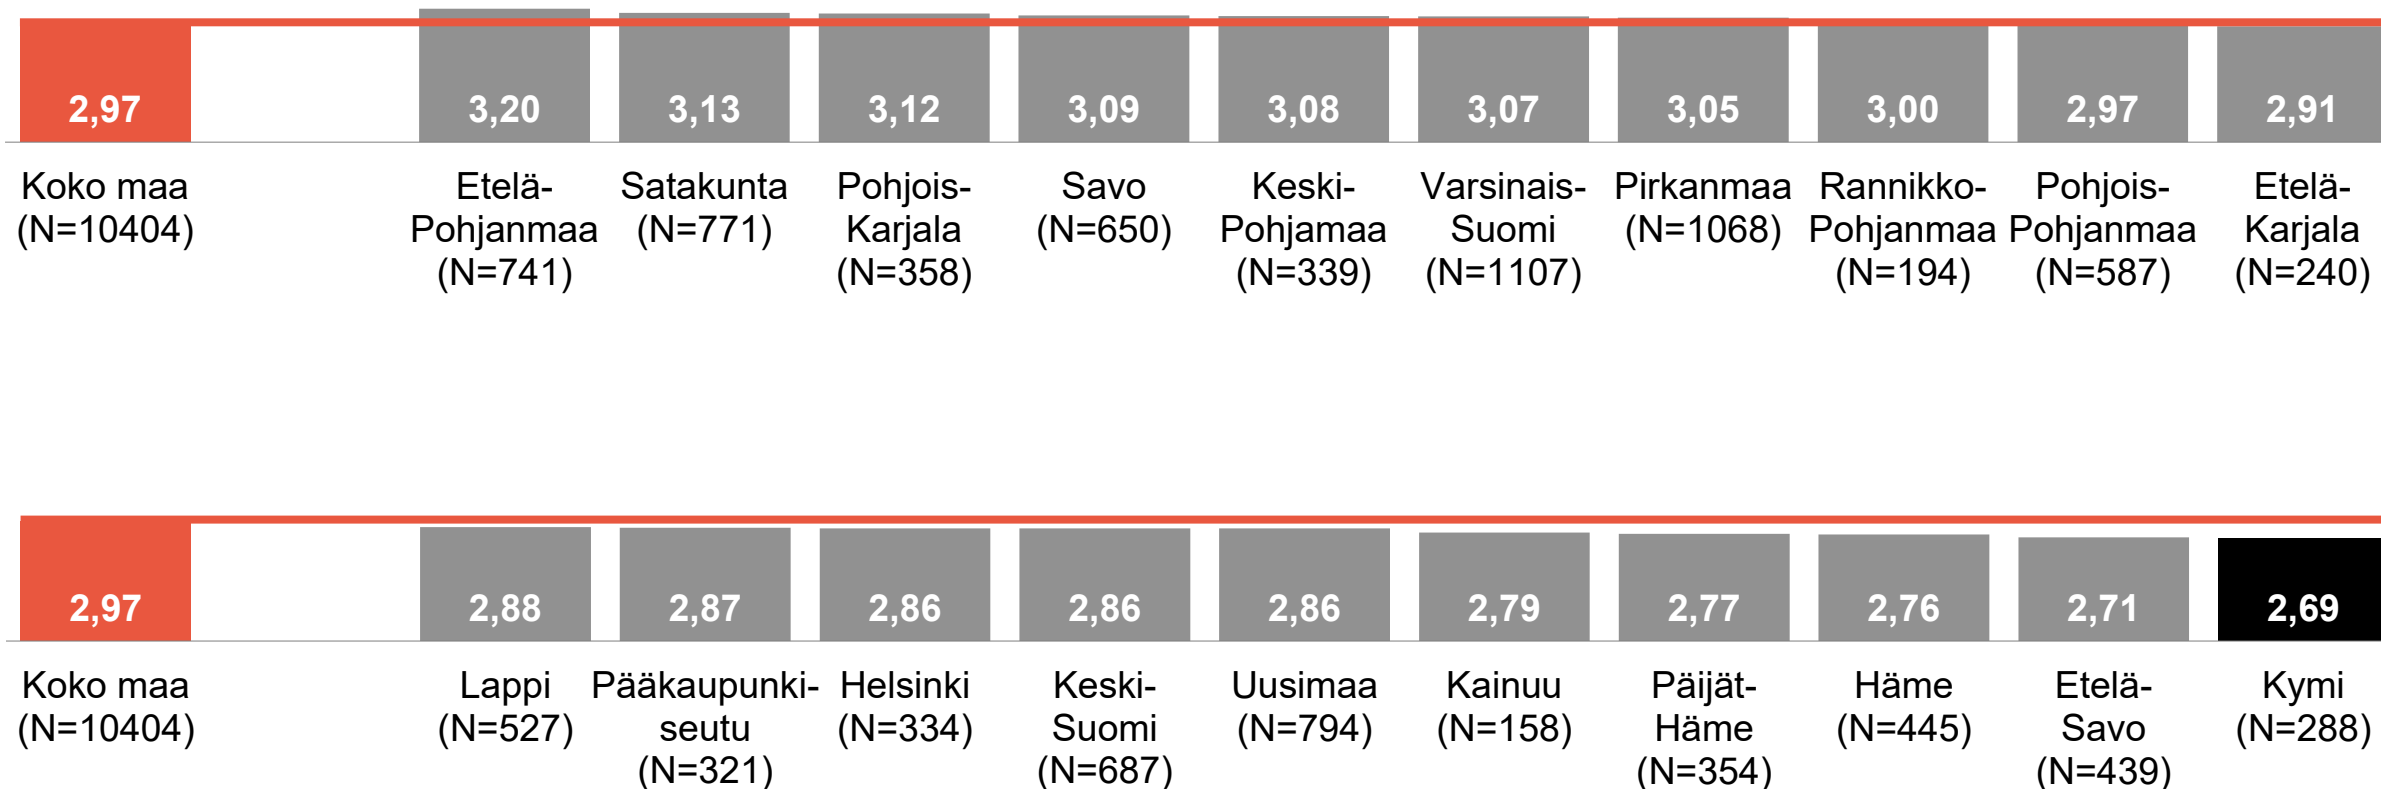 2,97 3,20 3,13 3,12 3,09 3,08 3,07 3,05 3,00 2,97 2,91
Koko maa Etelä- Satakunta Pohjois- Savo Keski- Varsinais- Pirkanmaa Rannikko- Pohjois- Etelä-
(N=10404) Pohjanmaa (N=771) Karjala (N=650) Pohjamaa Suomi (N=1068) Pohjanmaa Pohjanmaa Karjala
(N=741) (N=358) (N=339) (N=1107) (N=194) (N=587) (N=240)
2,97 2,88 2,87 2,86 2,86 2,86 2,79 2,77 2,76 2,71 2,69
Koko maa Lappi Pääkaupunki- Helsinki Keski- Uusimaa Kainuu Päijät- Häme Etelä- Kymi
(N=10404) (N=527) seutu (N=334) Suomi (N=794) (N=158) Häme (N=445) Savo (N=288)
(N=321) (N=687) (N=354) (N=439)